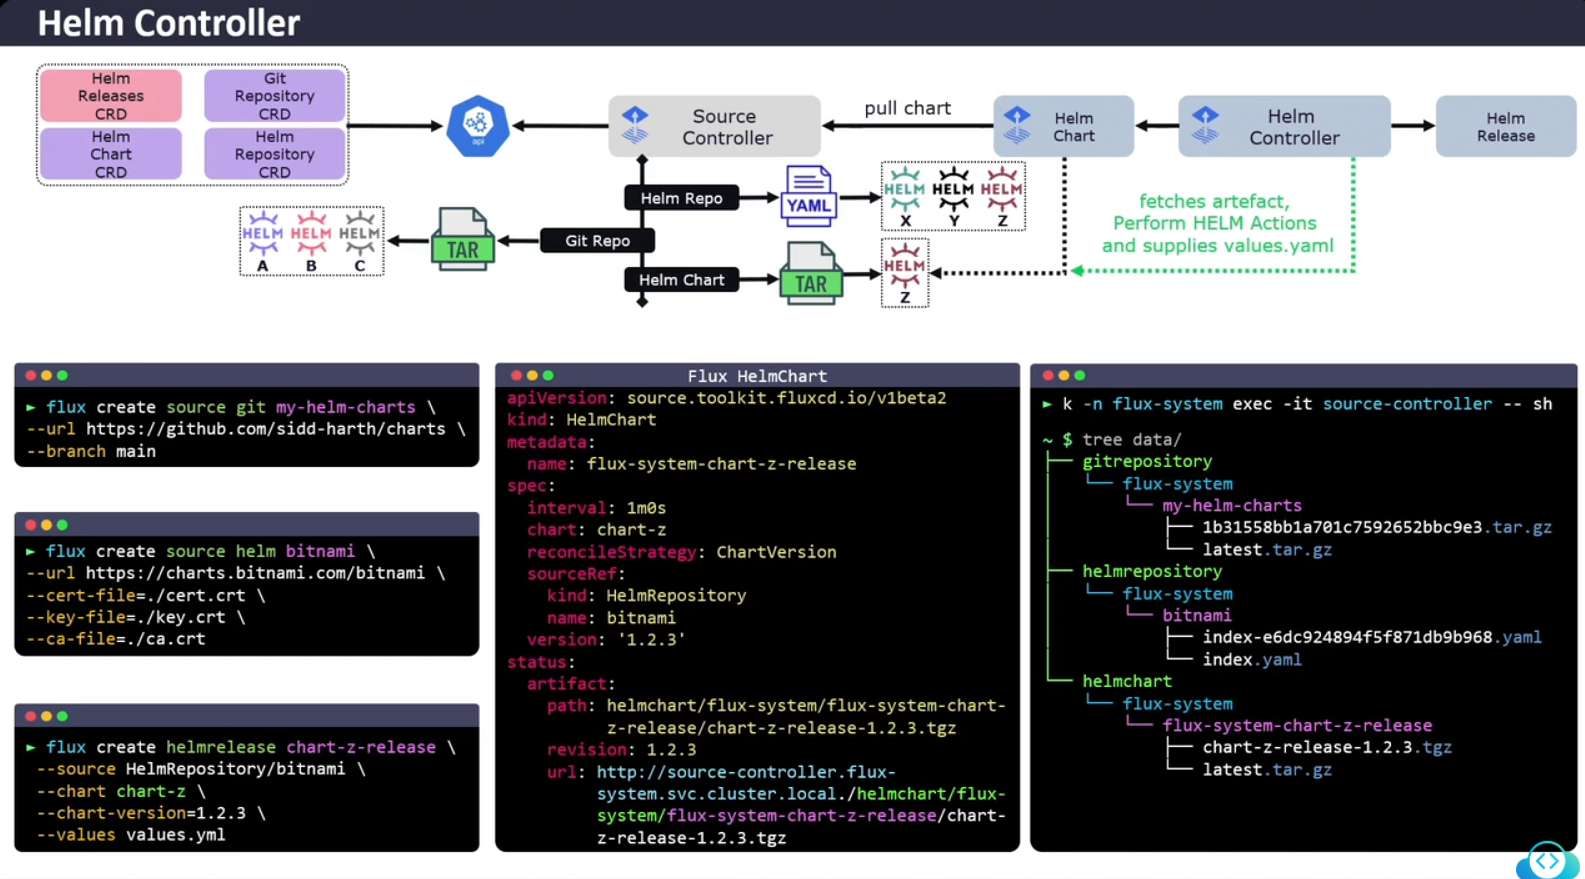 Helm Controller
Helm
Releases
CRD
Git
Repository
CRD
Helm
Chart
CRD
Helm
Repository
CRD
api
Source
Controller
pull chart
Helm
Chart
Helm
Controller
Helm
Release
Helm Repo
YAML
HELM HELM HELM
X Y Z
fetches artefact,
Perform HELM Actions
and supplies values.yaml
HELM HELM HELM
A B C
TAR
Git Repo
Helm Chart
TAR
HELM
Z
► flux create source git my-helm-charts \
--url https://github.com/sidd-harth/charts \
--branch main
► flux create source helm bitnami \
--url https://charts.bitnami.com/bitnami \
--cert-file=./cert.crt \
--key-file=./key.crt \
--ca-file=./ca.crt
► flux create helmrelease chart-z-release \
--source HelmRepository/bitnami \
--chart chart-z \
--chart-version=1.2.3 \
--values values.yml
Flux HelmChart
apiVersion: source.toolkit.fluxcd.io/v1beta2
kind: HelmChart
metadata:
name: flux-system-chart-z-release
spec:
interval: 1m0s
chart: chart-z
reconcileStrategy: ChartVersion
sourceRef:
kind: HelmRepository
name: bitnami
version: '1.2.3'
status:
artifact:
path: helmchart/flux-system/flux-system-chart-
z-release/chart-z-release-1.2.3.tgz
revision: 1.2.3
url: http://source-controller.flux-
system.svc.cluster.local./helmchart/flux-
system/flux-system-chart-z-release/chart-
z-release-1.2.3.tgz
► k -n flux-system exec -it source-controller -- sh
~ $ tree data/
├── gitrepository
└── flux-system
└── my-helm-charts
├── 1b31558bb1a701c7592652bbc9e3.tar.gz
└── latest.tar.gz
├── helmrepository
└── flux-system
└── bitnami
├── index-e6dc924894f5f871db9b968.yaml
└── index.yaml
└── helmchart
└── flux-system
└── flux-system-chart-z-release
├── chart-z-release-1.2.3.tgz
└── latest.tar.gz